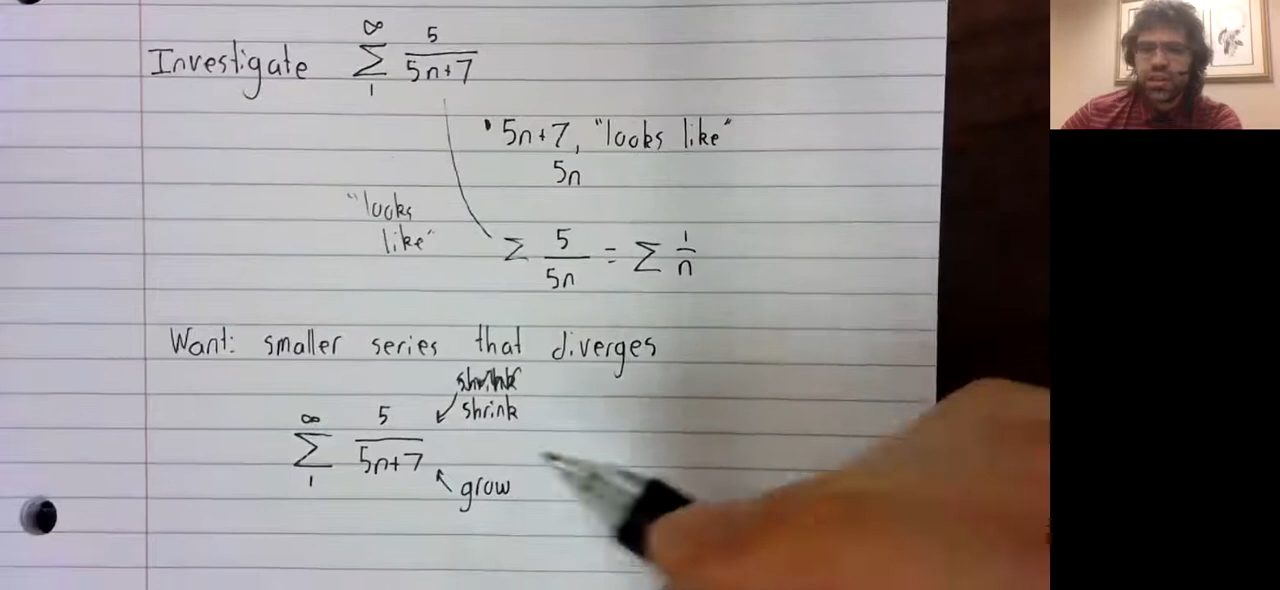 Investigate ∞ Σ 1 5/(5n+7)
• 5n+7, "looks like"
5n
"looks
like"
Σ 5/5n = Σ 1/n
Want: smaller series that diverges
shrink
shrink
∞ Σ 1 5/(5n+7)
grow